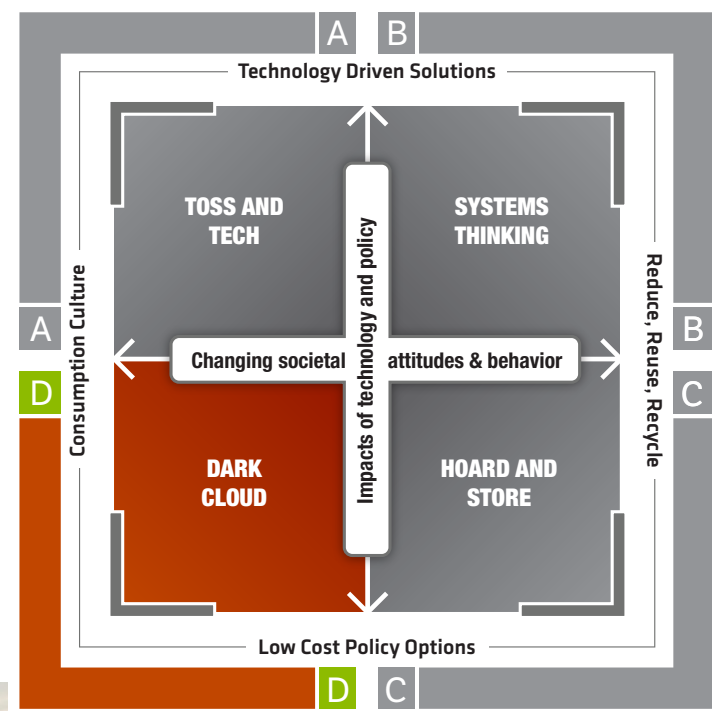 A B
Technology Driven Solutions
TOSS AND
TECH
SYSTEMS
THINKING
Consumption Culture
Impacts of technology and policy
Reduce, Reuse, Recycle
A
B
Changing societal attitudes & behavior
D
C
DARK
CLOUD
HOARD AND
STORE
Low Cost Policy Options
D C